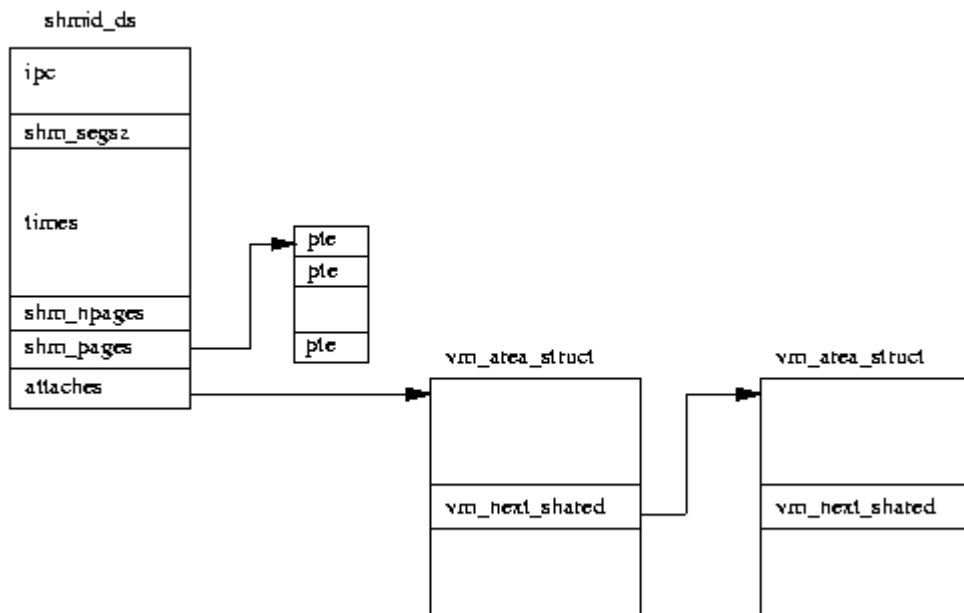 shmid_ds
ipc
shm_segsz
times
shm_npages
shm_pages
attaches
pte
pte
pte
vm_area_struct
vm_next_shared
vm_area_struct
vm_next_shared